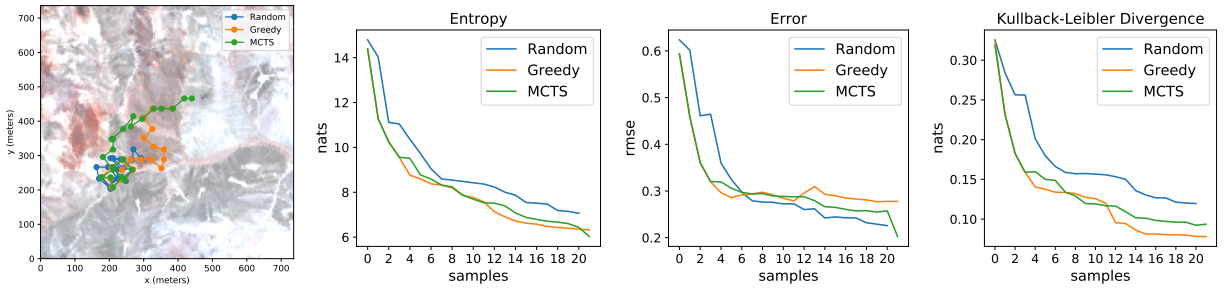 700
600
500
400
300
200
100
0
y (meters)
0 100 200 300 400 500 600 700
x (meters)
Random
Greedy
MCTS
Entropy
14
12
10
8
6
nats
0 2 4 6 8 10 12 14 16 18 20
samples
Random
Greedy
MCTS
Error
0.6
0.5
0.4
0.3
0.2
rmse
0 2 4 6 8 10 12 14 16 18 20
samples
Random
Greedy
MCTS
Kullback-Leibler Divergence
0.30
0.25
0.20
0.15
0.10
nats
0 2 4 6 8 10 12 14 16 18 20
samples
Random
Greedy
MCTS